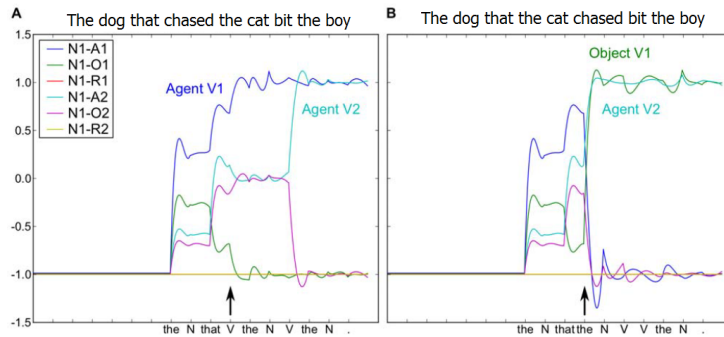 A The dog that chased the cat bit the boy
1.5
1.0
0.5
0.0
-0.5
-1.0
-1.5
N1-A1
N1-O1
N1-R1
N1-A2
N1-O2
N1-R2
Agent V1
Agent V2
the N that V the N V the N .
B The dog that the cat chased bit the boy
Object V1
Agent V2
the N that the N V V the N .